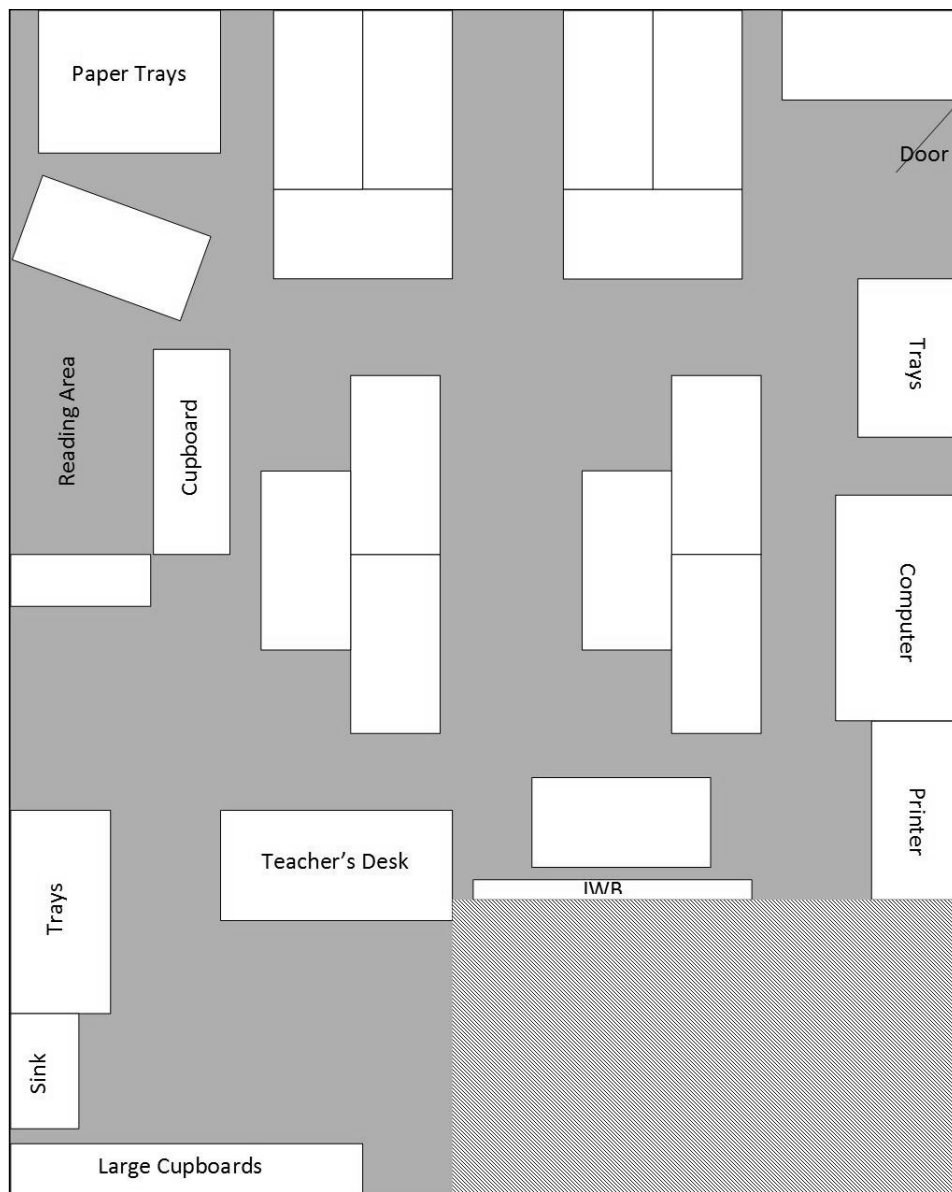 Paper Trays
Door
Trays
Reading Area
Cupboard
Computer
Printer
Teacher’s Desk
IWB
Trays
Sink
Large Cupboards